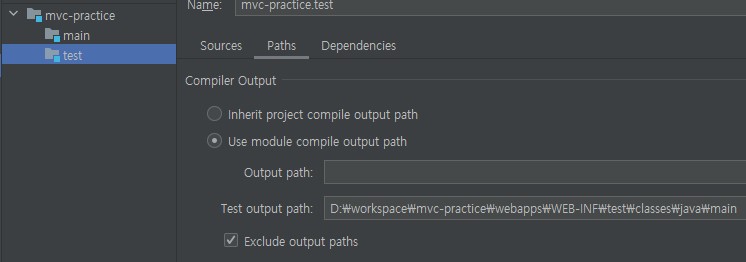 mvc-practice
main
test
Name: mvc-practice.test
Sources Paths Dependencies
Compiler Output
Inherit project compile output path
Use module compile output path
Output path:
Test output path: D:₩workspace₩mvc-practice₩webapps₩WEB-INF₩test₩classes₩java₩main
Exclude output paths